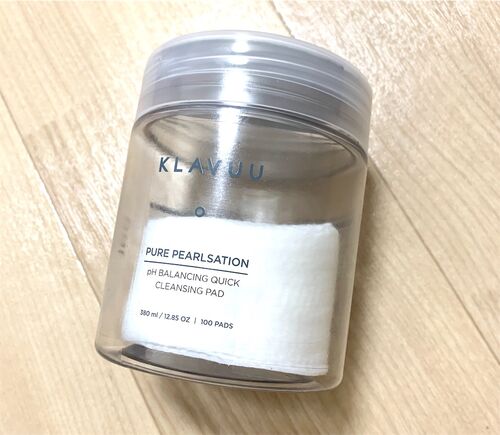 KLAVUU
PURE PEARLSATION
pH BALANCING QUICK
CLEANSING PAD
380 ml / 12.85 OZ | 100 PADS